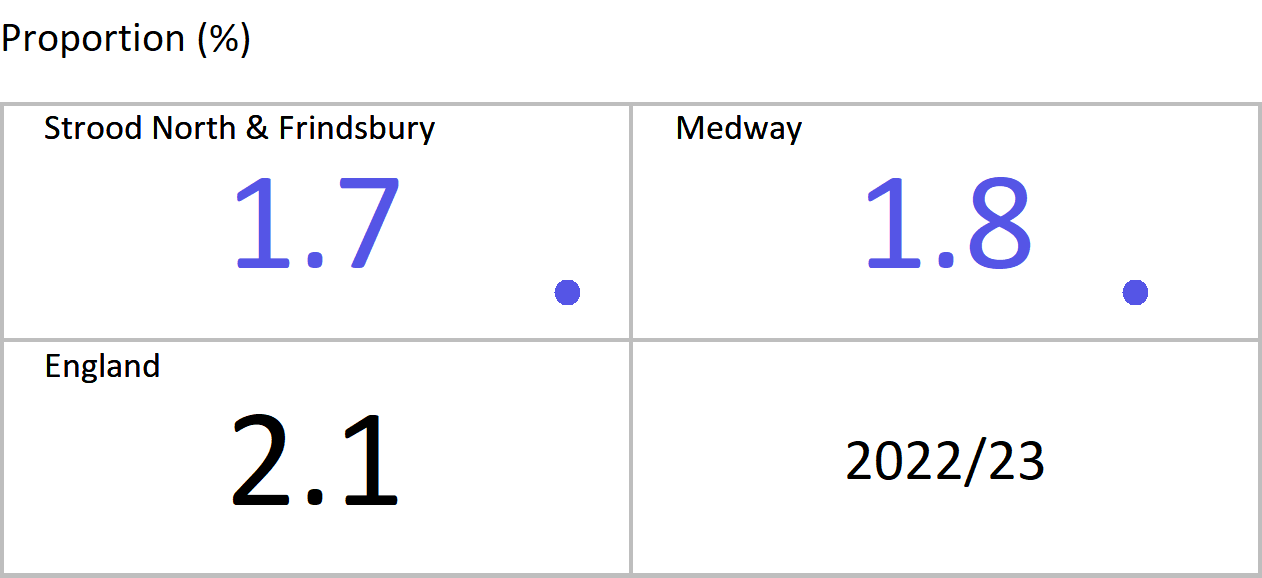 Proportion (%)
Strood North & Frindsbury
1.7
Medway
1.8
England
2.1
2022/23